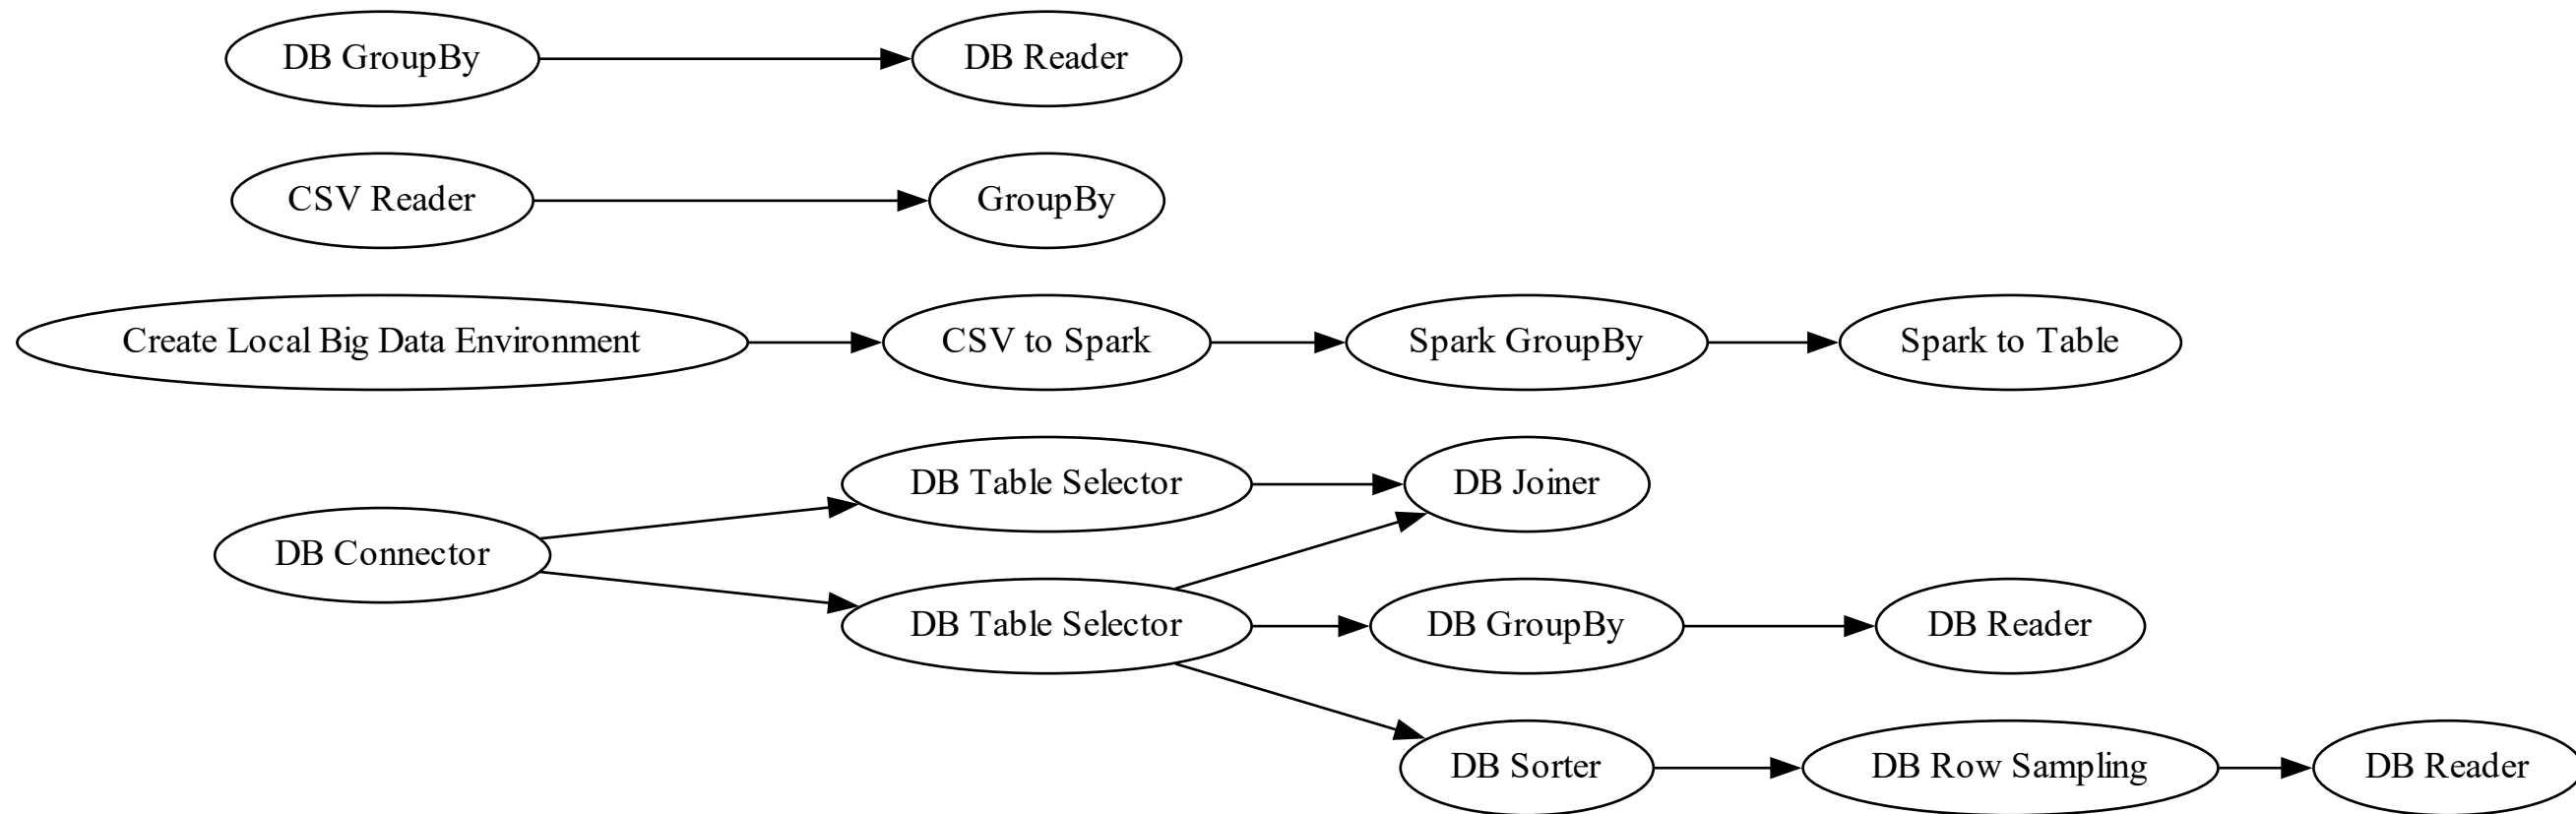 DB GroupBy
DB Reader
CSV Reader
GroupBy
Create Local Big Data Environment
CSV to Spark
Spark GroupBy
Spark to Table
DB Connector
DB Table Selector
DB Joiner
DB Table Selector
DB GroupBy
DB Reader
DB Sorter
DB Row Sampling
DB Reader